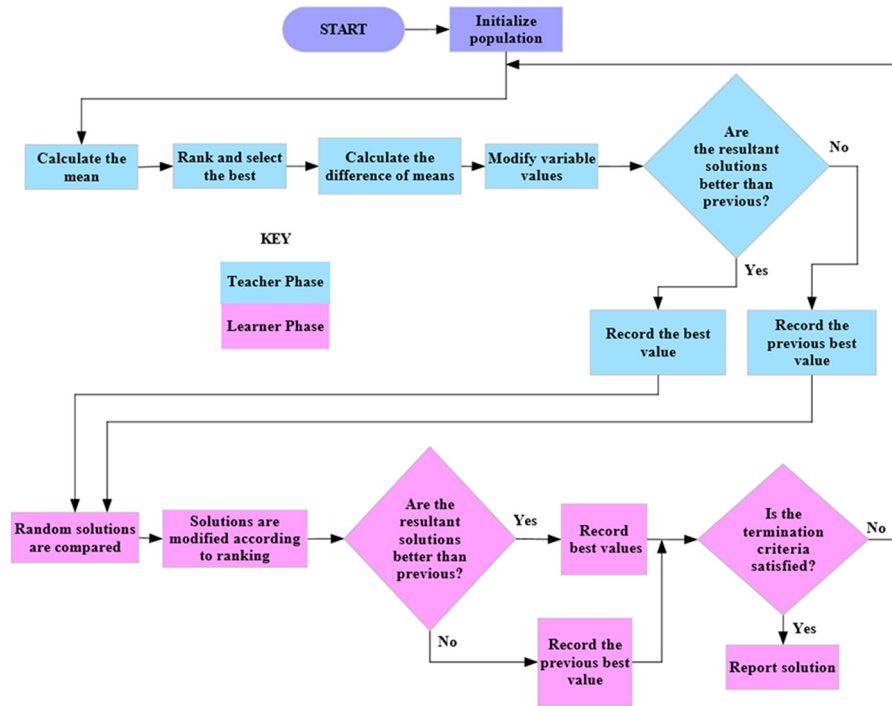 START
Initialize
population
Calculate the
mean
Rank and select
the best
Calculate the
difference of means
Modify variable
values
Are
the resultant
solutions
better than
previous?
No
Yes
KEY
Teacher Phase
Learner Phase
Record the best
value
Record the
previous best
value
Random solutions
are compared
Solutions are
modified according
to ranking
Are the
resultant
solutions
better than
previous?
Yes
No
Record
best values
Record the
previous best
value
Is the
termination
criteria
satisfied?
No
Yes
Report solution